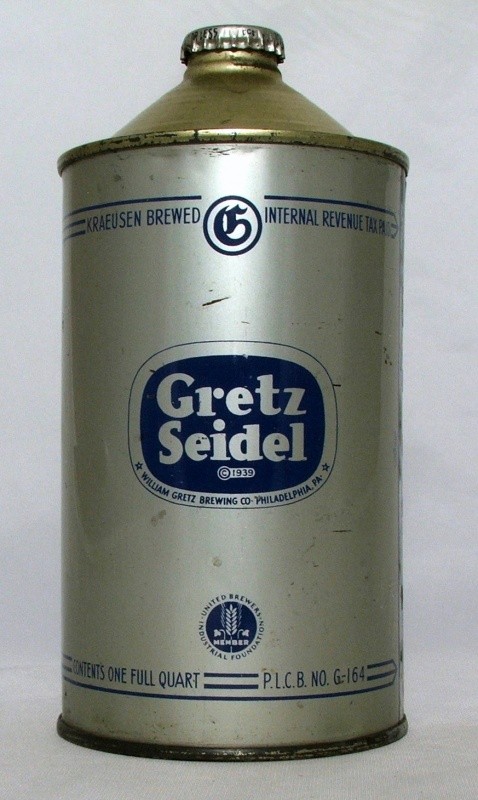 KRAEUSEN BREWED G INTERNAL REVENUE TAX PAID
Gretz
Seidel
© 1939
☆ WILLIAM GRETZ BREWING CO· PHILADELPHIA, PA· ☆
·UNITED BREWERS·
INDUSTRIAL FOUNDATION
MEMBER
CONTENTS ONE FULL QUART P.L.C.B. NO. G-164